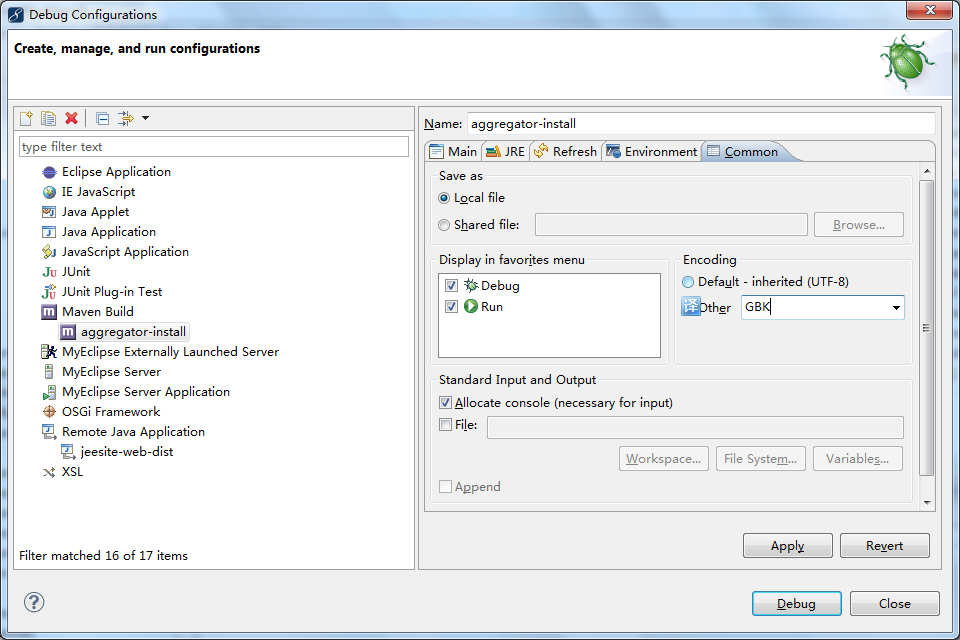 Debug Configurations
Create, manage, and run configurations
type filter text
Eclipse Application
IE JavaScript
Java Applet
Java Application
JavaScript Application
JUnit
JUnit Plug-in Test
Maven Build
aggregator-install
MyEclipse Externally Launched Server
MyEclipse Server
MyEclipse Server Application
OSGi Framework
Remote Java Application
jeesite-web-dist
XSL
Filter matched 16 of 17 items
Name: aggregator-install
Main JRE Refresh Environment Common
Save as
Local file
Shared file: Browse...
Display in favorites menu
Debug
Run
Encoding
Default - inherited (UTF-8)
译 Other GBK
Standard Input and Output
Allocate console (necessary for input)
File:
Workspace... File System... Variables...
Append
Apply Revert
Debug Close